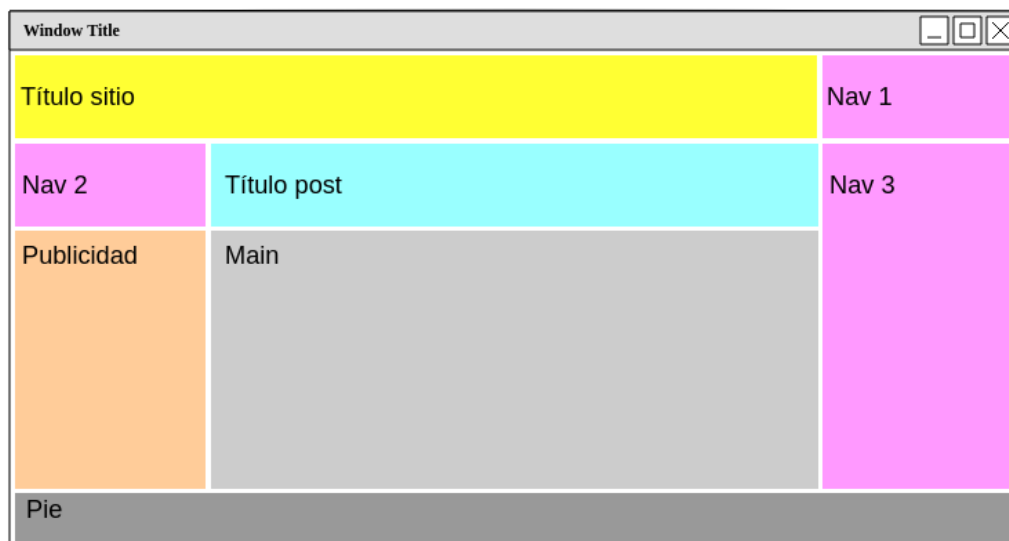 Window Title
Título sitio
Nav 1
Nav 2
Título post
Nav 3
Publicidad
Main
Pie